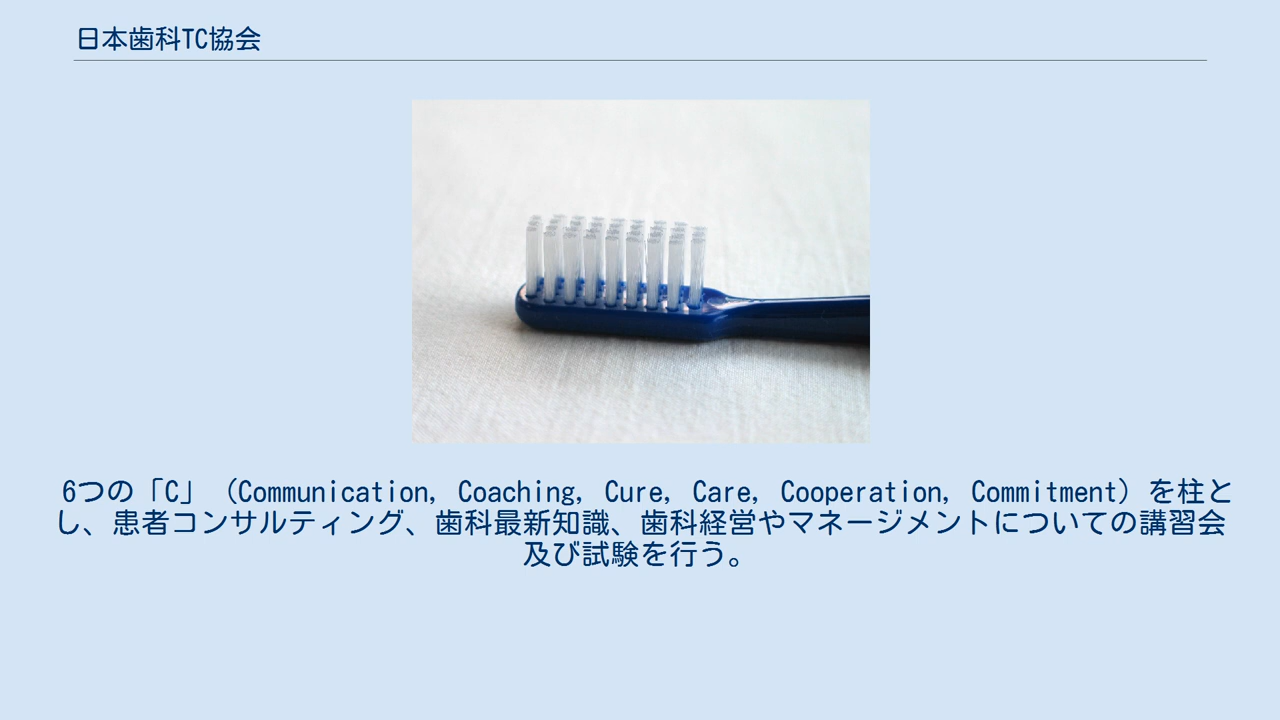 日本歯科TC協会
6つの「C」（Communication, Coaching, Cure, Care, Cooperation, Commitment）を柱と
し、患者コンサルティング、歯科最新知識、歯科経営やマネージメントについての講習会
及び試験を行う。